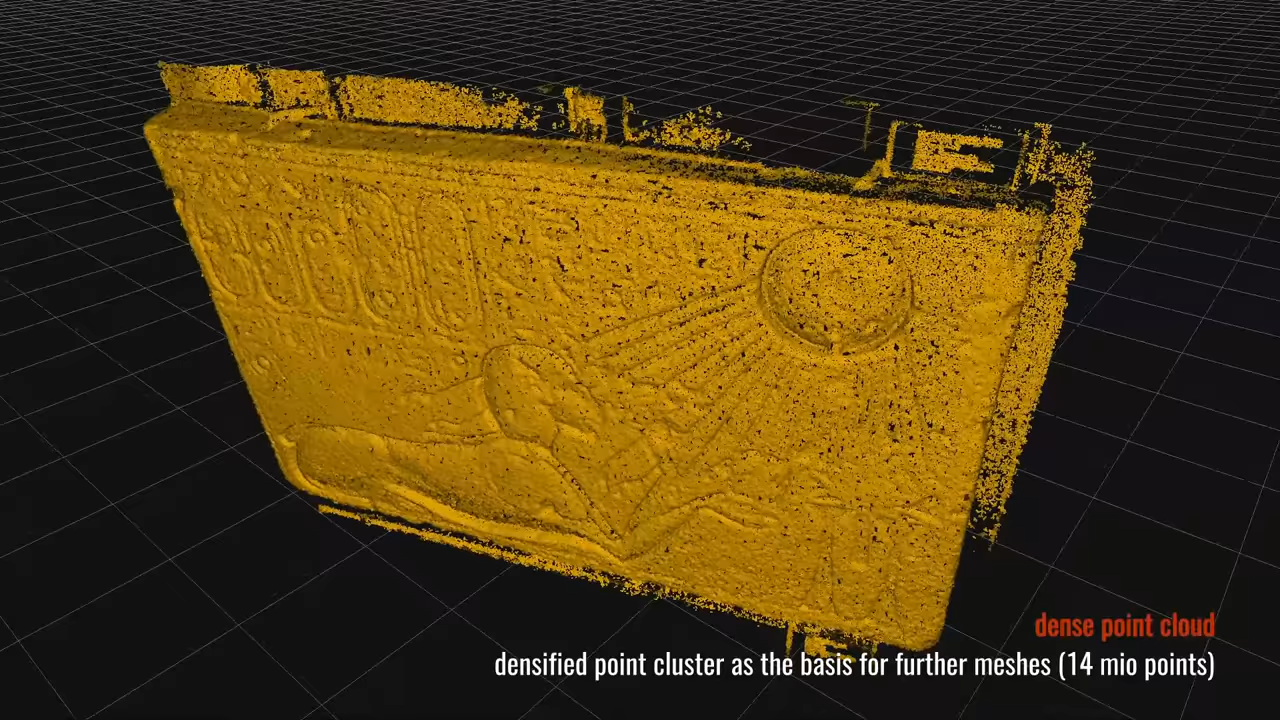 dense point cloud
densified point cluster as the basis for further meshes (14 mio points)